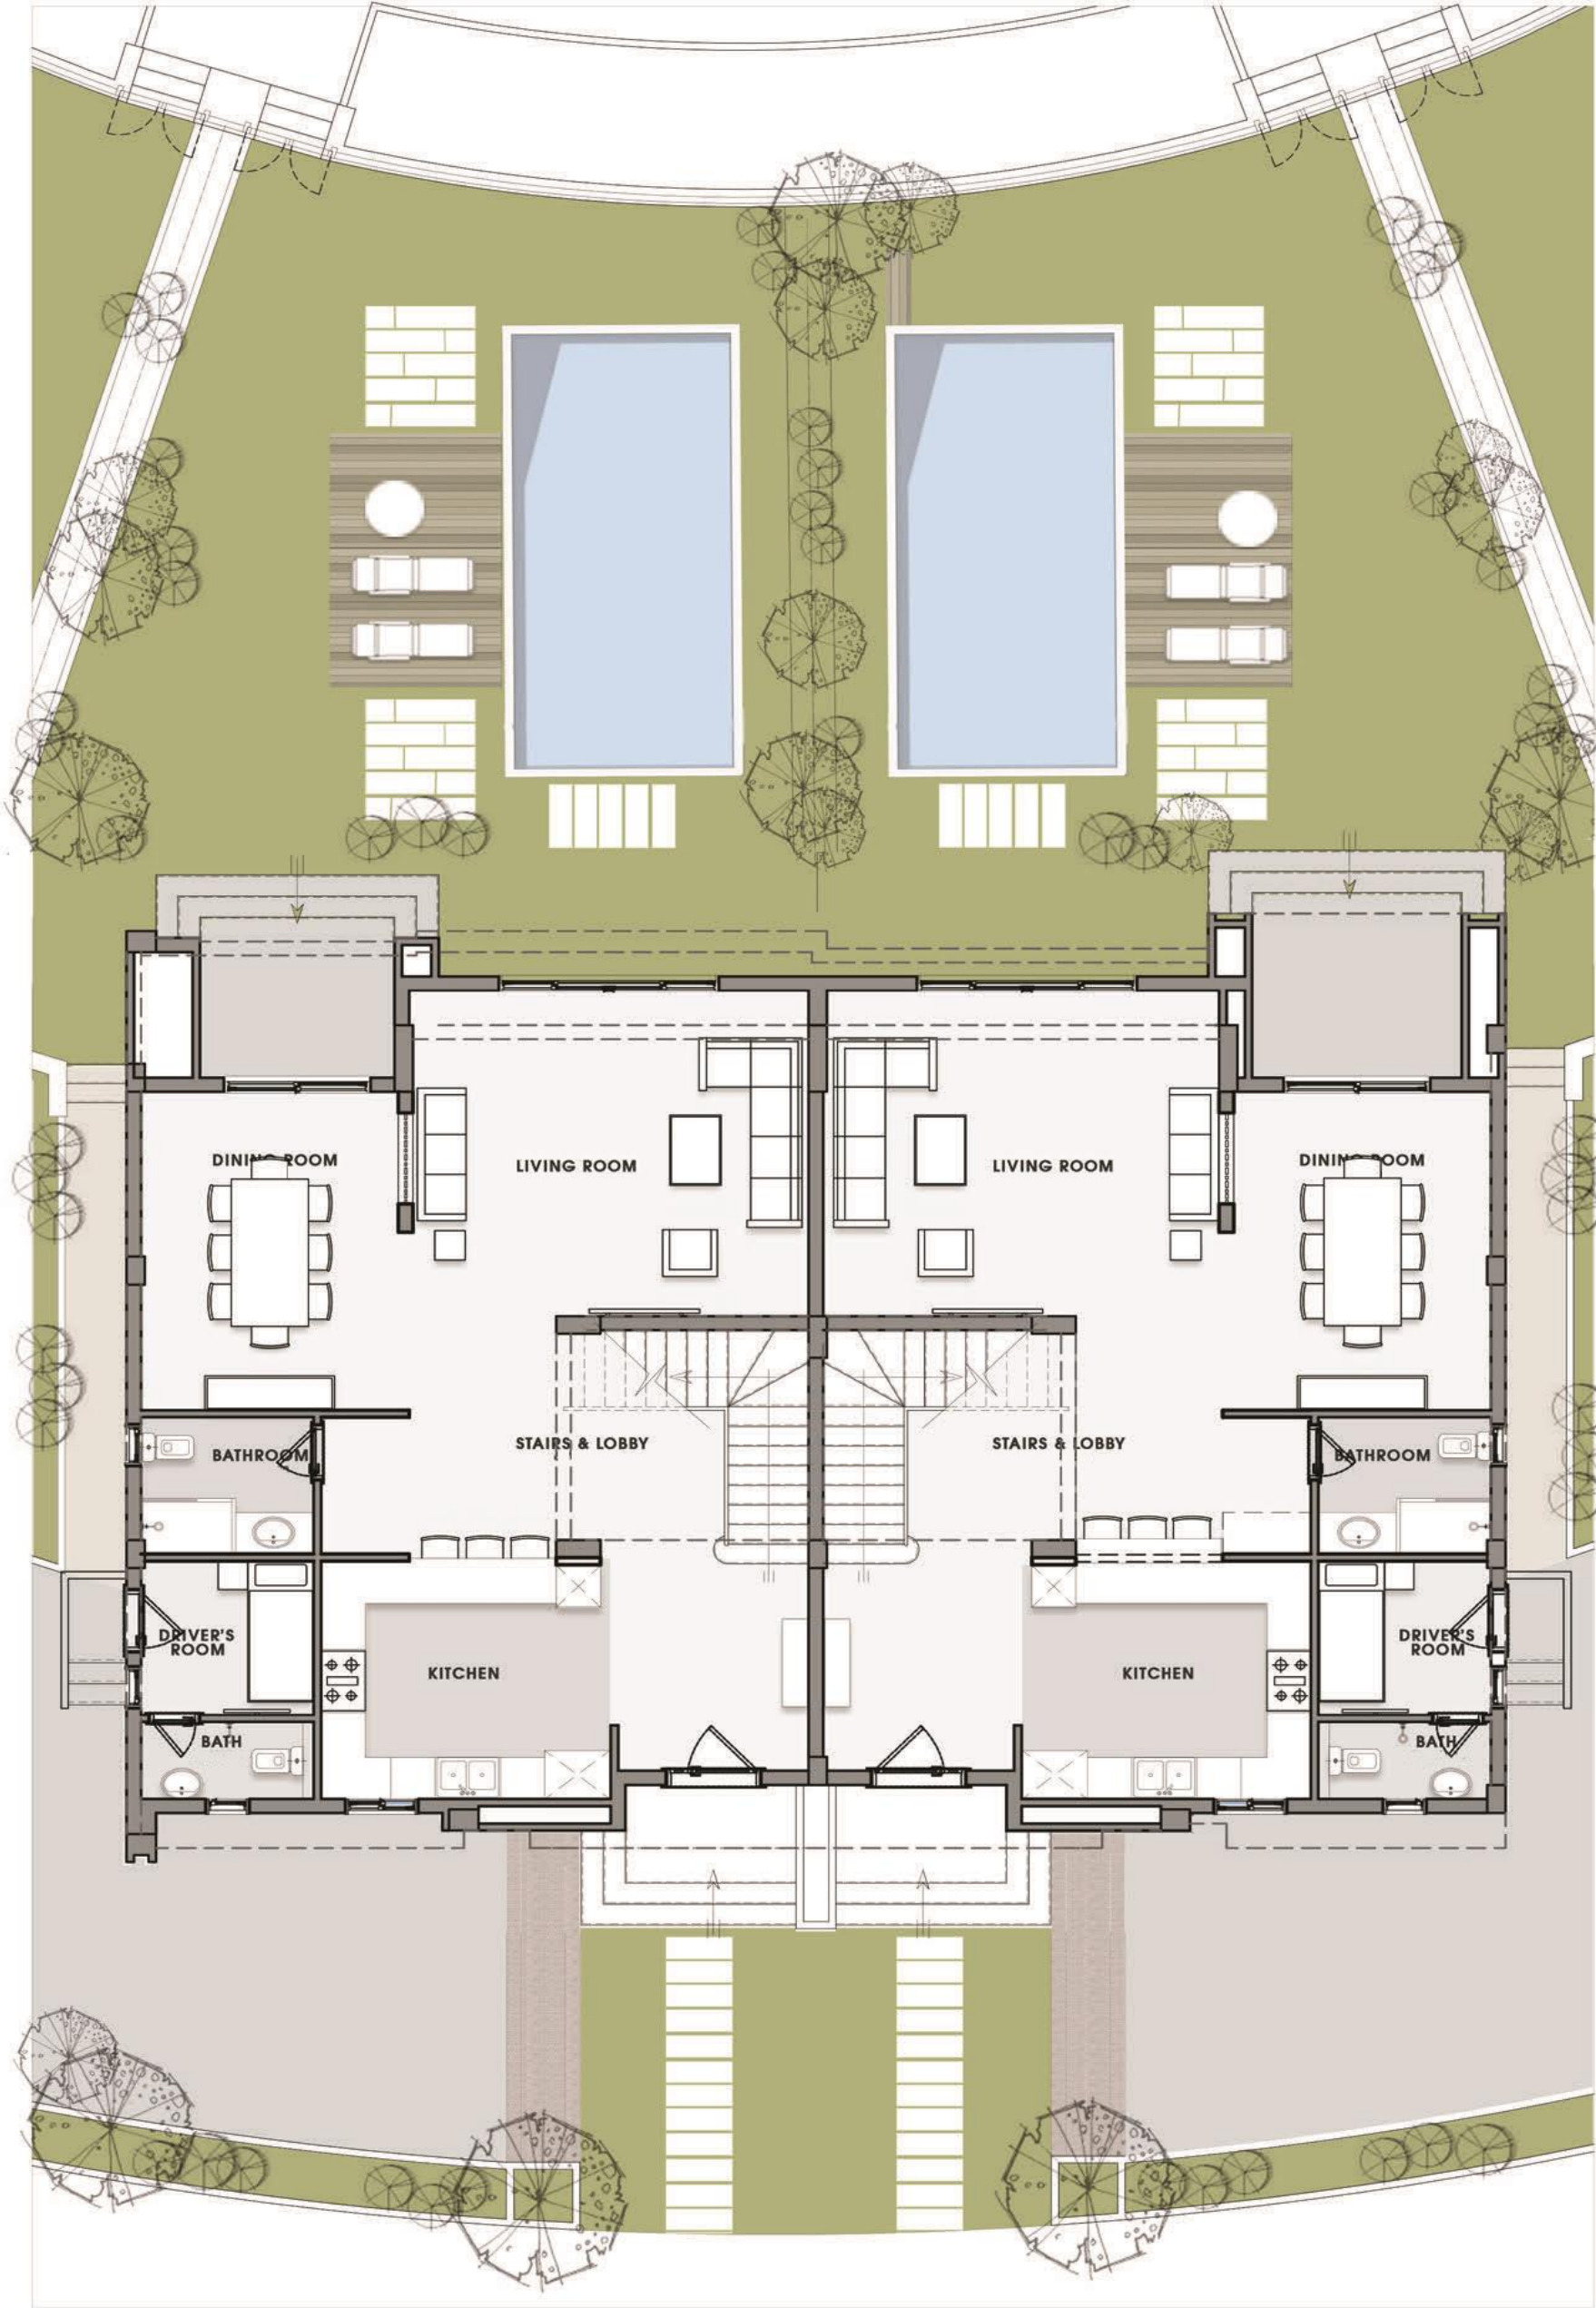 DINING ROOM
LIVING ROOM
LIVING ROOM
DINING ROOM
BATHROOM
STAIRS & LOBBY
STAIRS & LOBBY
BATHROOM
DRIVER'S
ROOM
KITCHEN
KITCHEN
DRIVER'S
ROOM
BATH
BATH